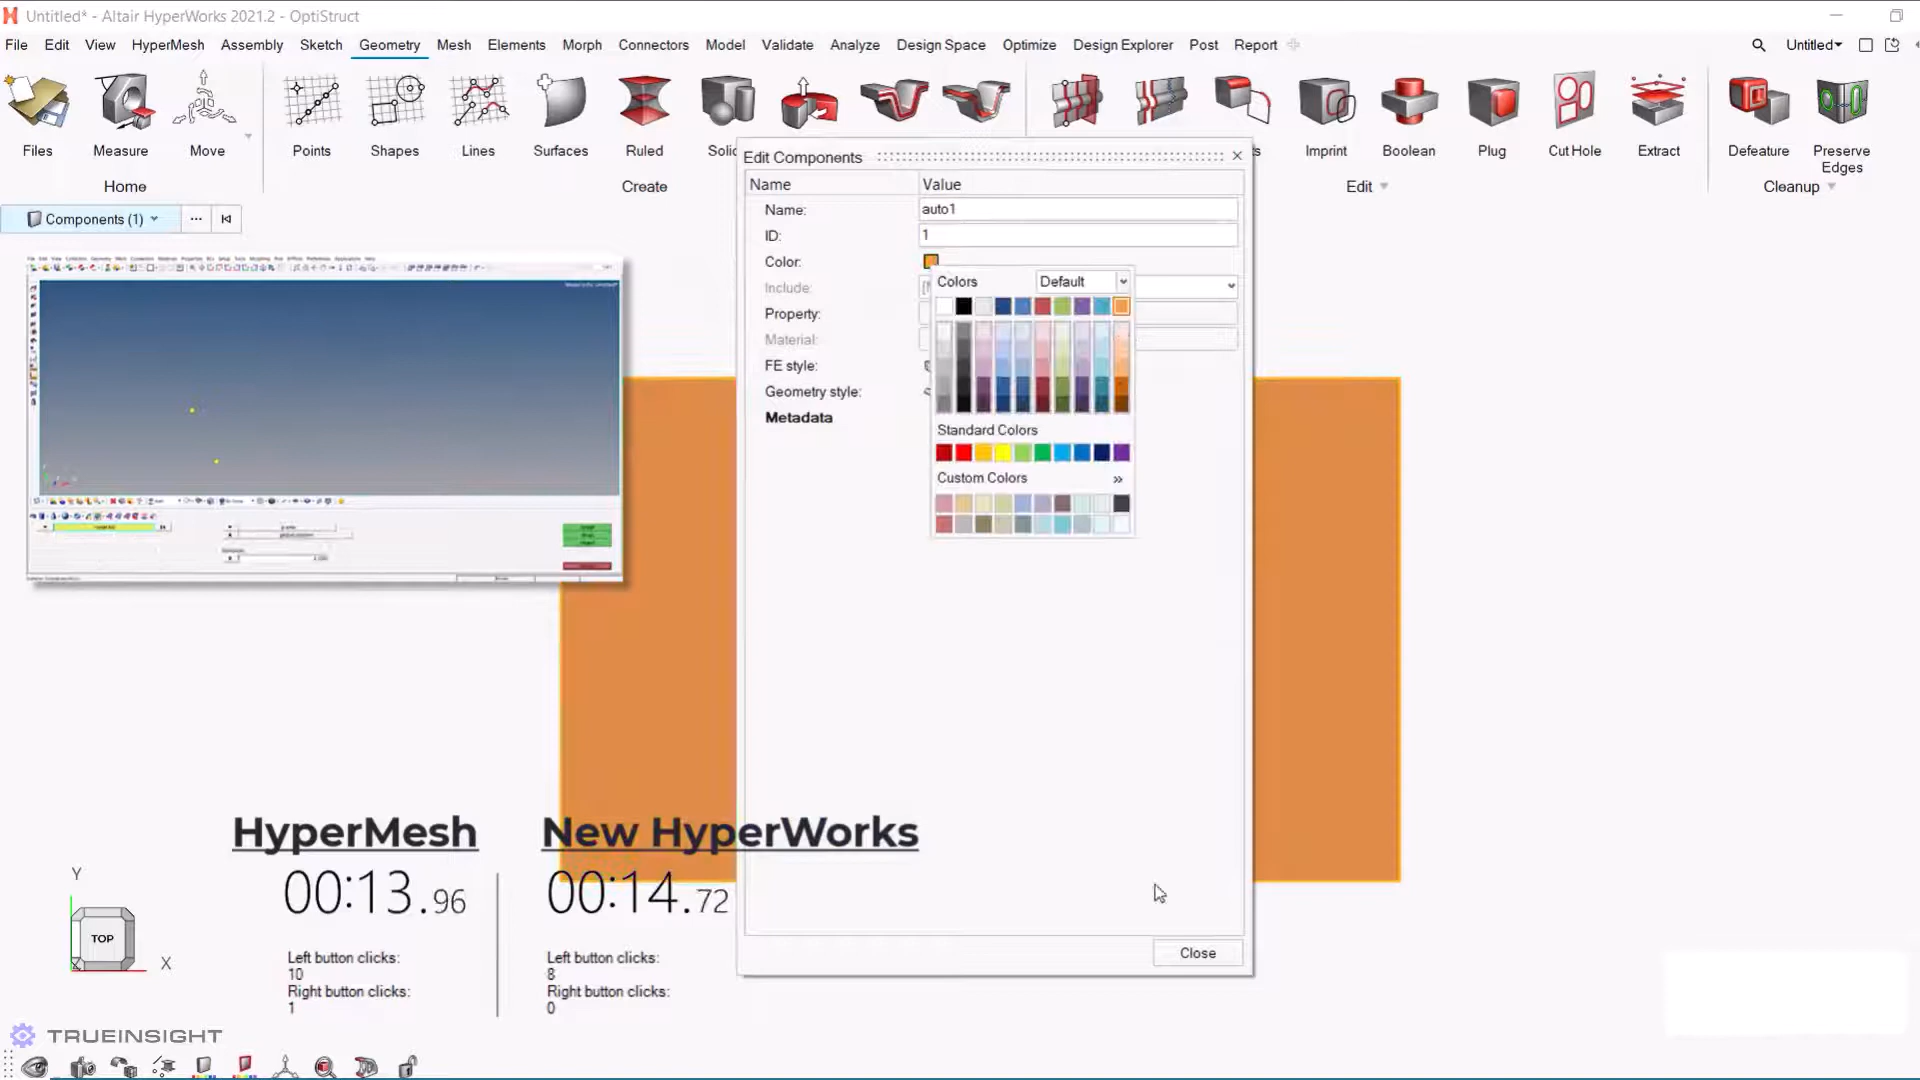 Untitled* - Altair HyperWorks 2021.2 - OptiStruct
File Edit View HyperMesh Assembly Sketch Geometry Mesh Elements Morph Connectors Model Validate Analyze Design Space Optimize Design Explorer Post Report Untitled
Files Measure Move Points Shapes Lines Surfaces Ruled Imprint Boolean Plug Cut Hole Extract Defeature Preserve Edges
Home Create Edit Cleanup
Components (1)
Edit Components
Name Value
Name: auto1
ID: 1
Color:
Include:
Property:
Material:
FE style:
Geometry style:
Metadata
Colors Default
Standard Colors
Custom Colors
Close
HyperMesh
00:13.96
Left button clicks:
10
Right button clicks:
1
New HyperWorks
00:14.72
Left button clicks:
8
Right button clicks:
0
Y
TOP
X
Z
TRUEINSIGHT